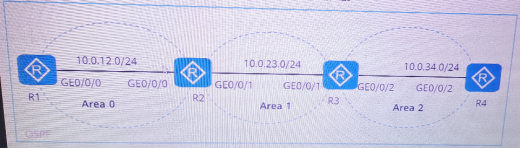 10.0.12.0/24
10.0.23.0/24
10.0.34.0/24
R
R
R
R
GE0/0/0
GE0/0/0
GE0/0/1
GE0/0/1
GE0/0/2
GE0/0/2
R1
R2
R3
R4
Area 0
Area 1
Area 2
OSPF